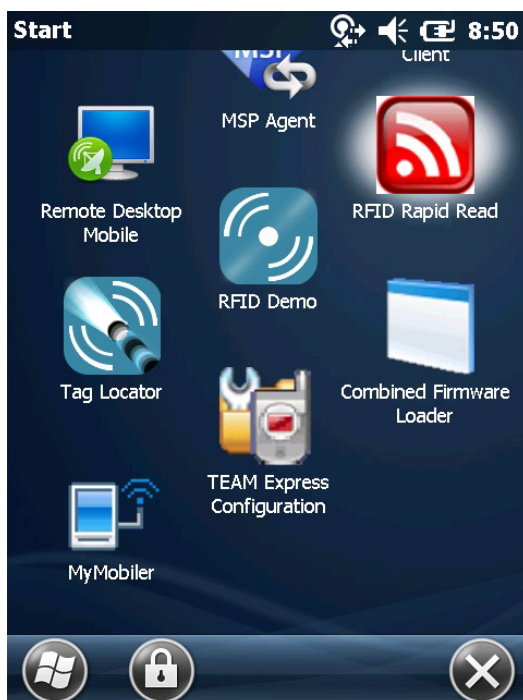 Start 8:50
MSP
Client
MSP Agent
Remote Desktop
Mobile
RFID Rapid Read
RFID Demo
Tag Locator
Combined Firmware
Loader
TEAM Express
Configuration
MyMobiler